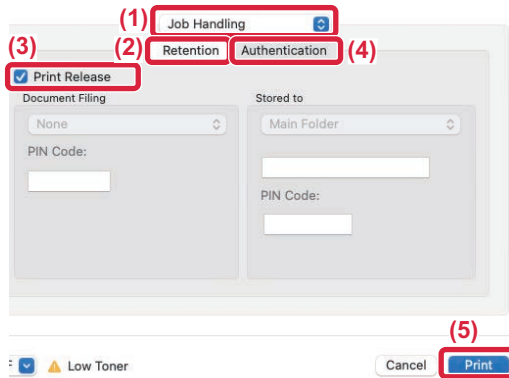 (1) Job Handling
(3) (2) Retention Authentication (4)
Print Release
Document Filing Stored to
None Main Folder
PIN Code:
PIN Code:
(5)
Low Toner Cancel Print